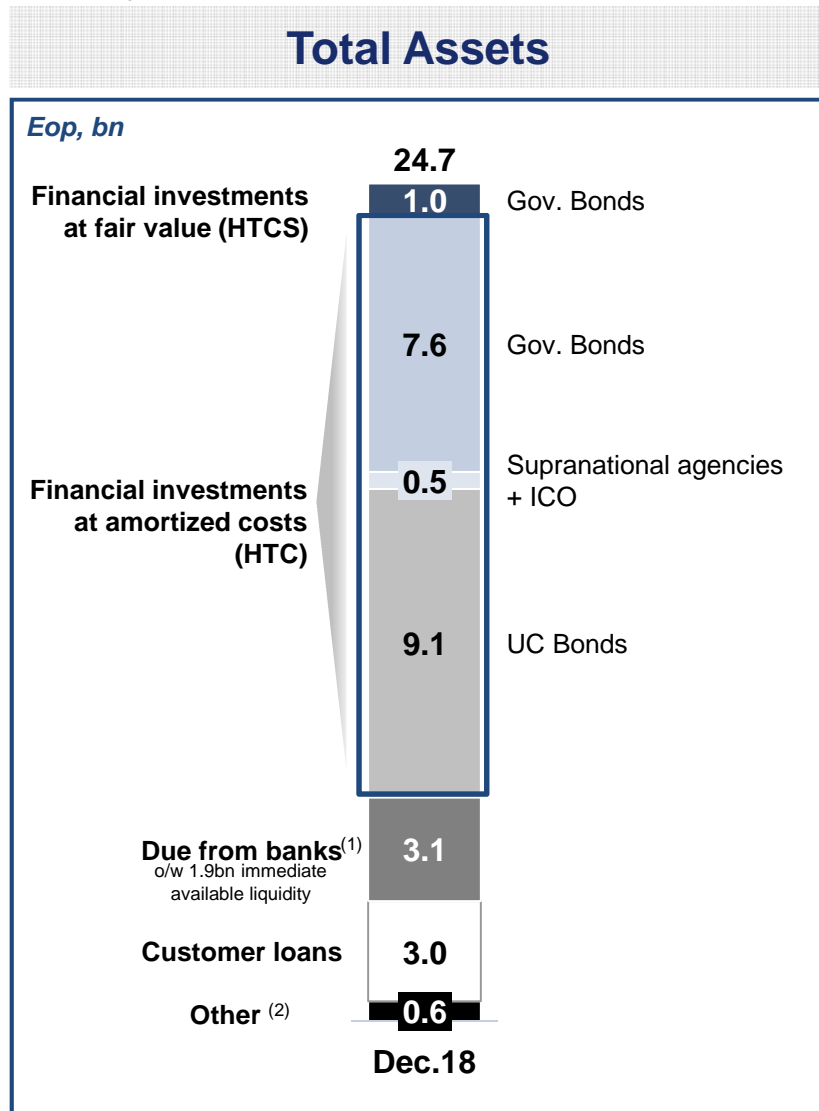 Total Assets
Eop, bn
24.7
Financial investments
at fair value (HTCS)
1.0
Gov. Bonds
7.6
Gov. Bonds
Financial investments
at amortized costs
(HTC)
0.5
Supranational agencies
+ ICO
9.1
UC Bonds
Due from banks(1)
o/w 1.9bn immediate
available liquidity
3.1
Customer loans
3.0
Other (2)
0.6
Dec.18